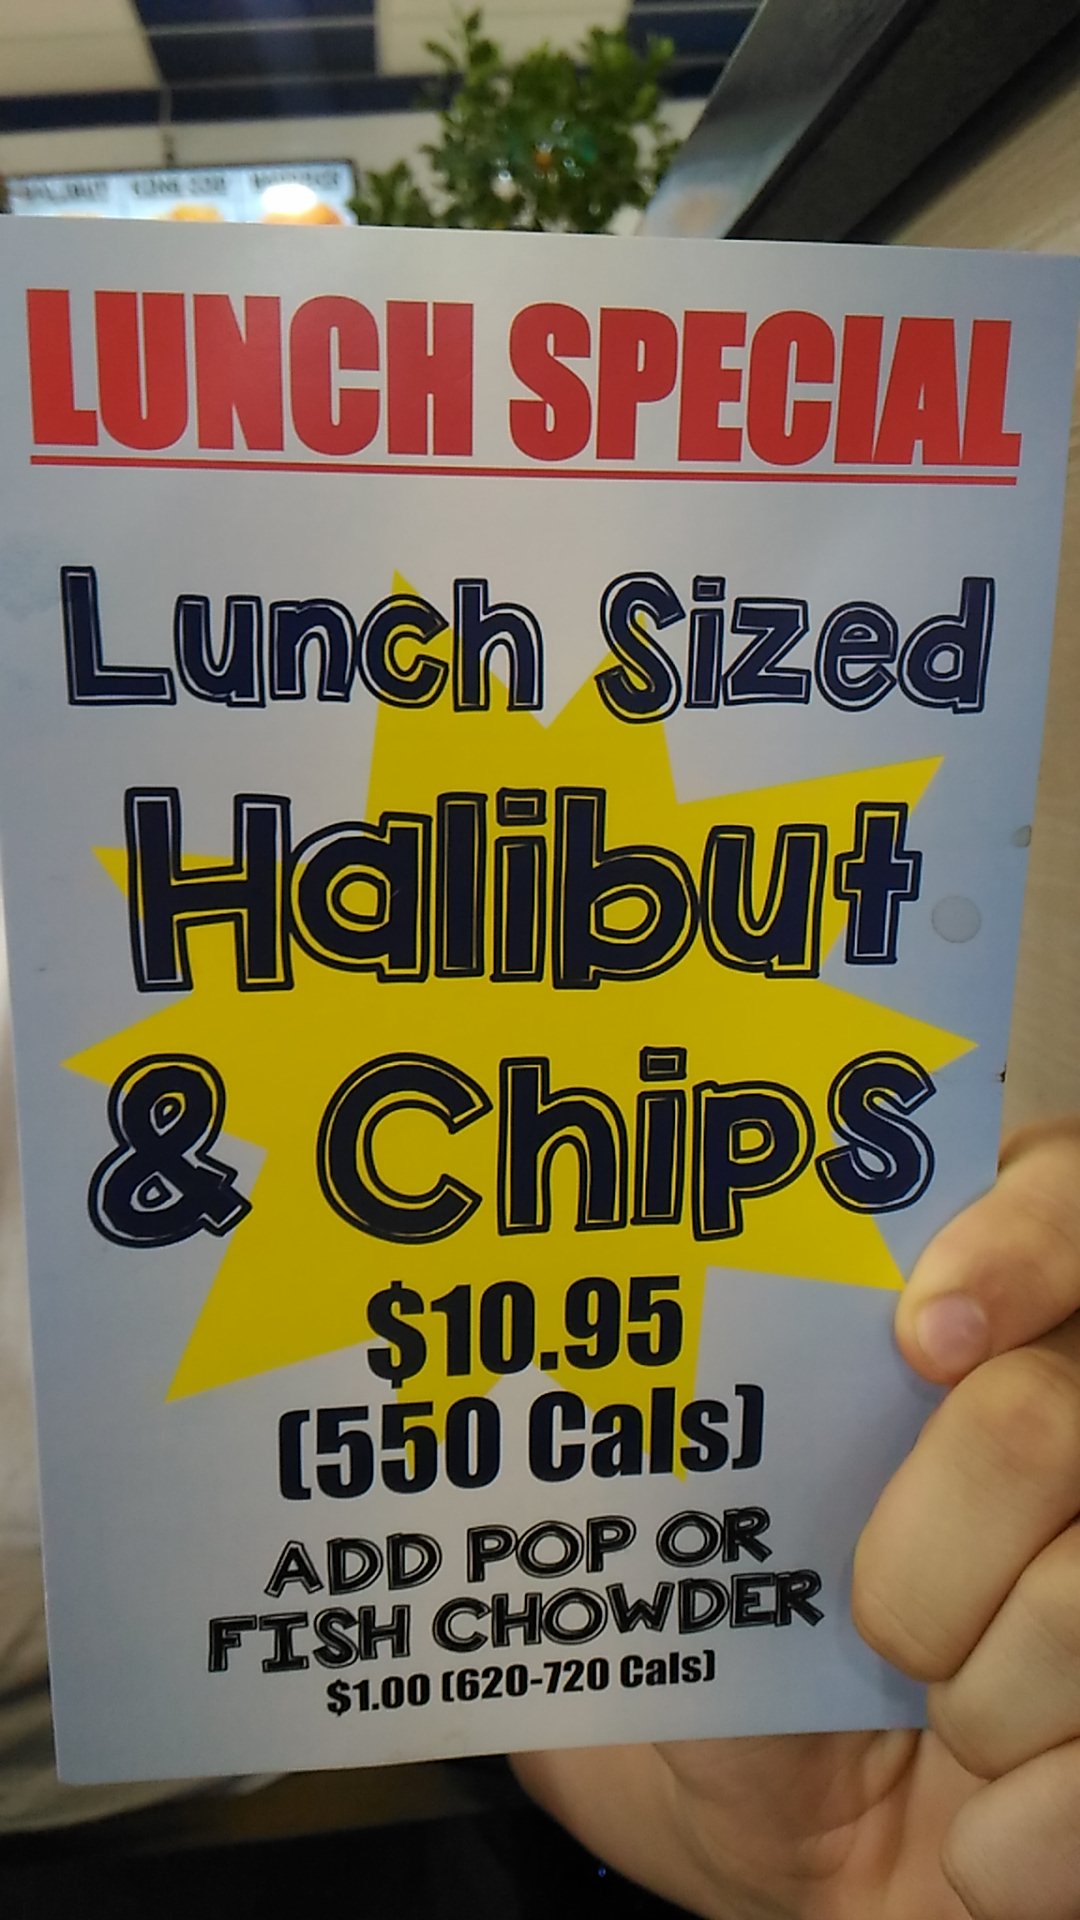 HALIBUT
LUNCH SPECIAL
Lunch Sized
Halibut
& Chips
$10.95
(550 Cals)
ADD POP OR
FISH CHOWDER
$1.00 (620-720 Cals)